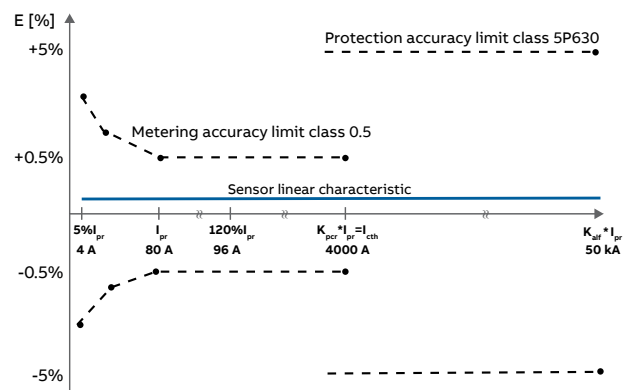 E [%]
+5%
Protection accuracy limit class 5P630
Metering accuracy limit class 0.5
+0.5%
Sensor linear characteristic
5%Ipr Ipr 120%Ipr Kpcr*Ipr=Icth Kalf * Ipr
4 A 80 A 96 A 4000 A 50 kA
-0.5%
-5%